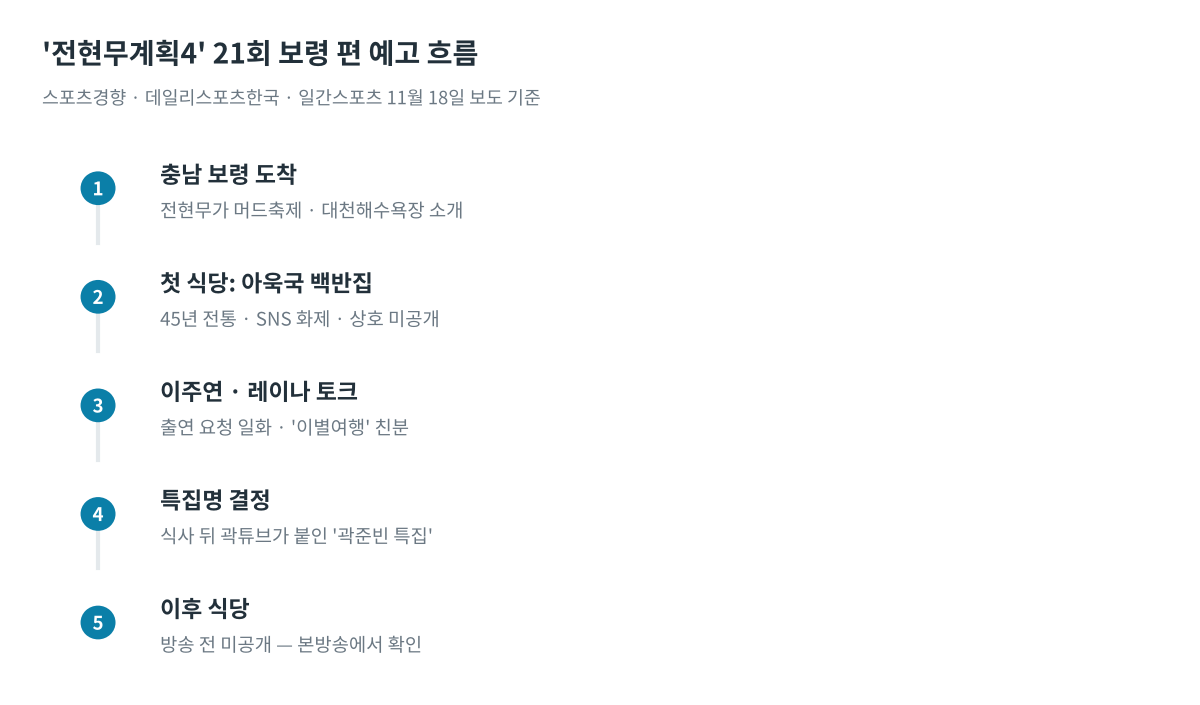 '전현무계획4' 21회 보령 편 예고 흐름
스포츠경향 · 데일리스포츠한국 · 일간스포츠 11월 18일 보도 기준
1
충남 보령 도착
전현무가 머드축제 · 대천해수욕장 소개
2
첫 식당: 아욱국 백반집
45년 전통 · SNS 화제 · 상호 미공개
3
이주연 · 레이나 토크
출연 요청 일화 · '이별여행' 친분
4
특집명 결정
식사 뒤 곽튜브가 붙인 '곽준빈 특집'
5
이후 식당
방송 전 미공개 — 본방송에서 확인